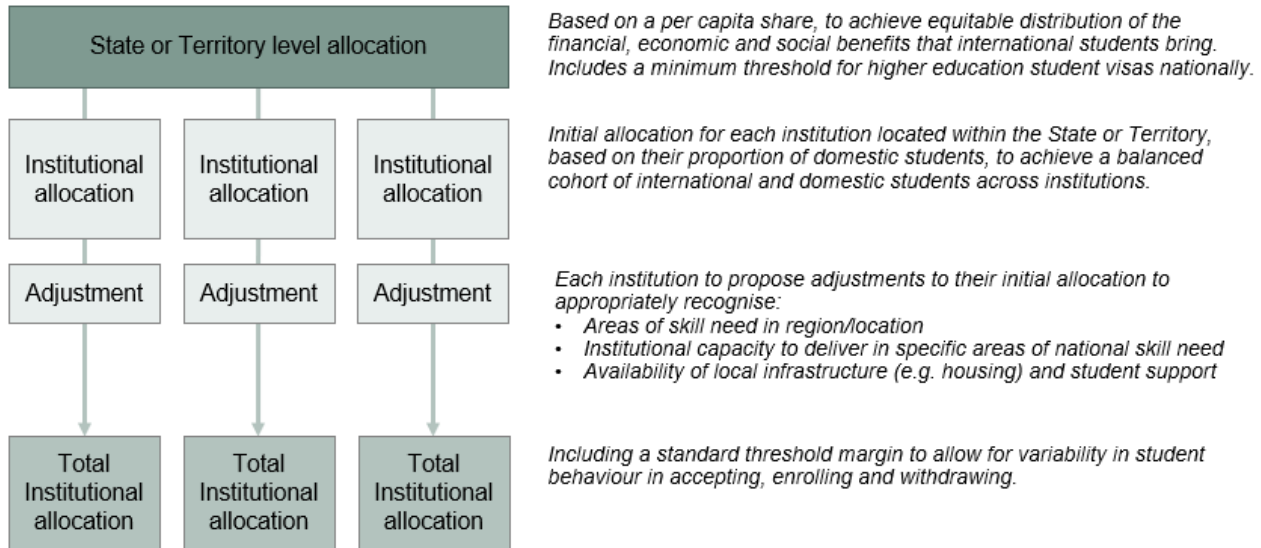 State or Territory level allocation
Based on a per capita share, to achieve equitable distribution of the
financial, economic and social benefits that international students bring.
Includes a minimum threshold for higher education student visas nationally.
Institutional
allocation
Institutional
allocation
Institutional
allocation
Initial allocation for each institution located within the State or Territory,
based on their proportion of domestic students, to achieve a balanced
cohort of international and domestic students across institutions.
Adjustment
Adjustment
Adjustment
Each institution to propose adjustments to their initial allocation to
appropriately recognise:
• Areas of skill need in region/location
• Institutional capacity to deliver in specific areas of national skill need
• Availability of local infrastructure (e.g. housing) and student support
Total
Institutional
allocation
Total
Institutional
allocation
Total
Institutional
allocation
Including a standard threshold margin to allow for variability in student
behaviour in accepting, enrolling and withdrawing.